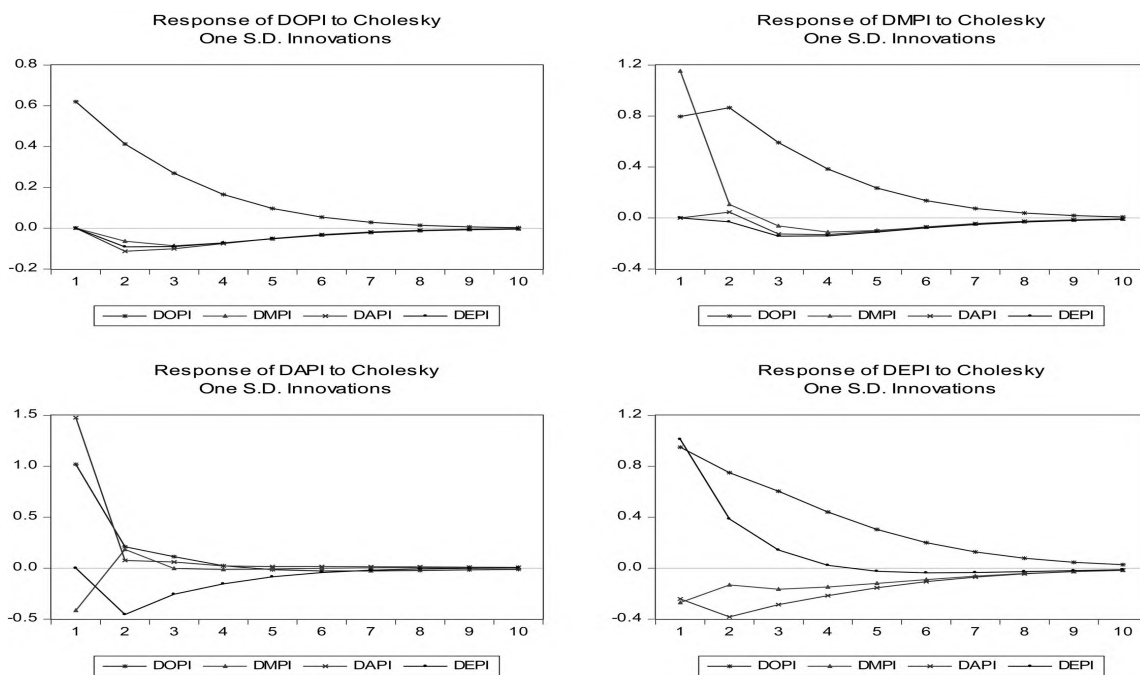 Response of DOPI to Cholesky
One S.D. Innovations
0.8
0.6
0.4
0.2
0.0
-0.2
1 2 3 4 5 6 7 8 9 10
DOPI DMPI DAPI DEPI
Response of DMPI to Cholesky
One S.D. Innovations
1.2
0.8
0.4
0.0
-0.4
1 2 3 4 5 6 7 8 9 10
DOPI DMPI DAPI DEPI
Response of DAPI to Cholesky
One S.D. Innovations
1.5
1.0
0.5
0.0
-0.5
1 2 3 4 5 6 7 8 9 10
DOPI DMPI DAPI DEPI
Response of DEPI to Cholesky
One S.D. Innovations
1.2
0.8
0.4
0.0
-0.4
1 2 3 4 5 6 7 8 9 10
DOPI DMPI DAPI DEPI